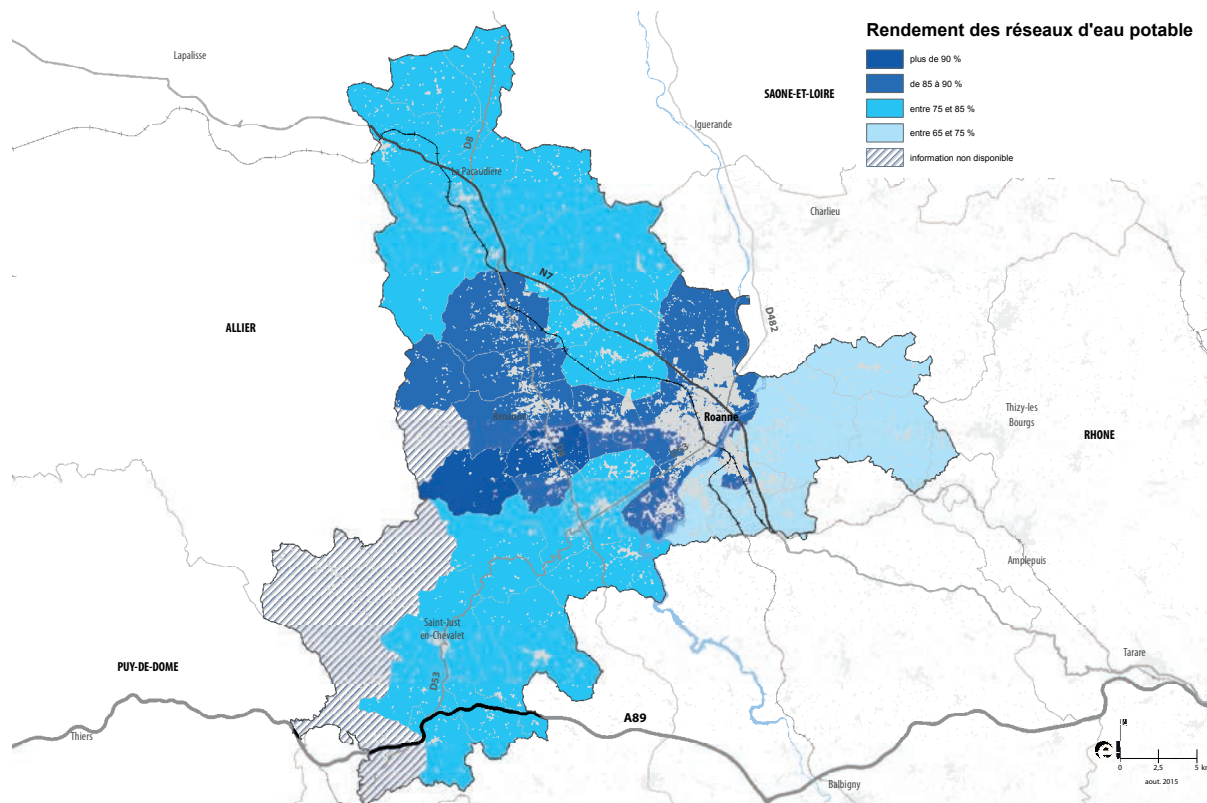 Rendement des réseaux d'eau potable
plus de 90 %
de 85 à 90 %
entre 75 et 85 %
entre 65 et 75 %
information non disponible
Lapalisse
SAONE-ET-LOIRE
Iguerande
D8
La Pacaudière
Charlieu
N7
D482
ALLIER
Roanne
Thizy-les
Bourgs
RHONE
Amplepuis
Saint-Just
en-Chevalet
PUY-DE-DOME
D53
Tarare
A89
Thiers
Balbigny
0
2,5
5 k
aout. 2015